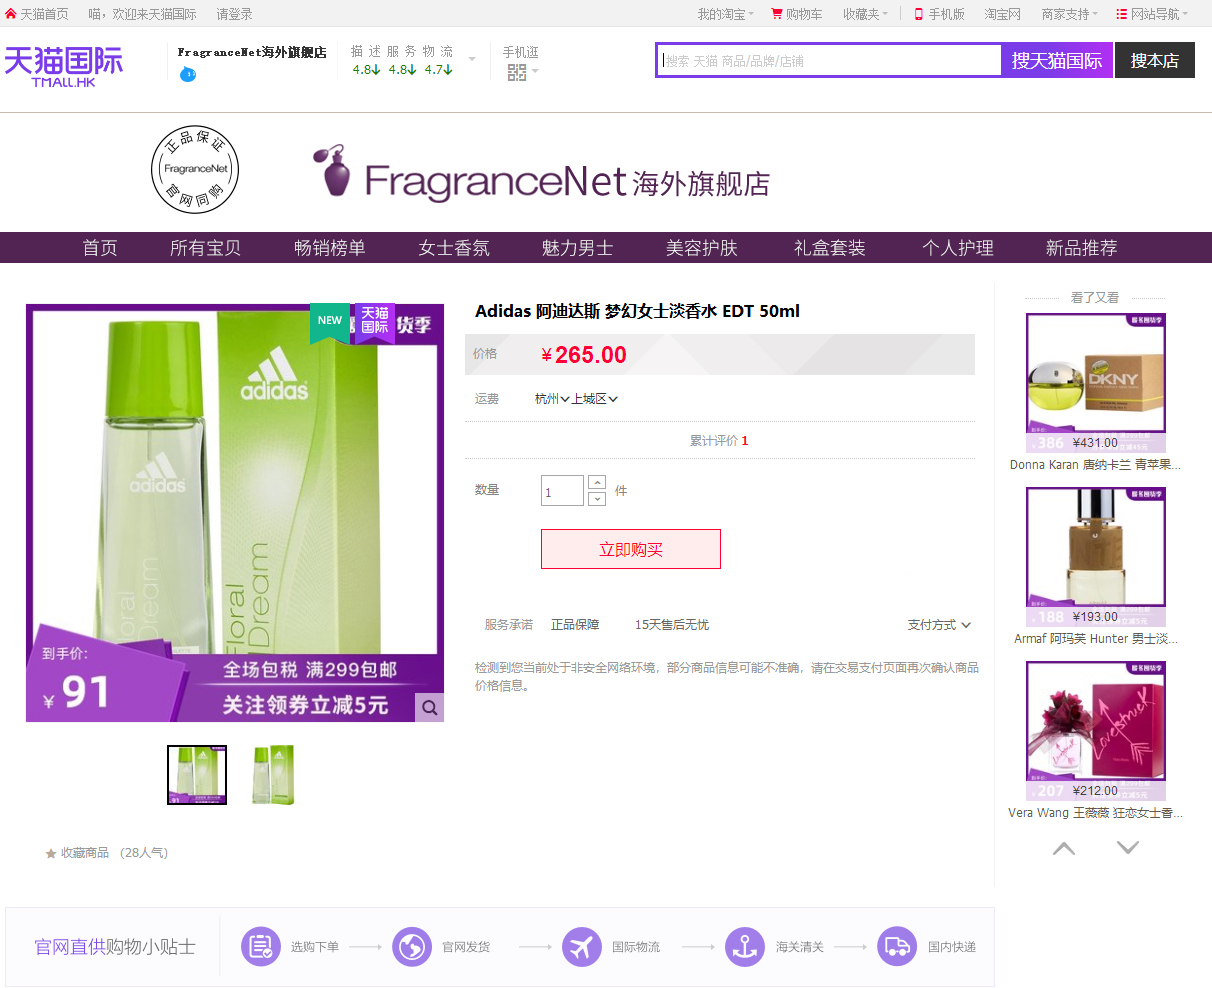 天猫首页 喵，欢迎来天猫国际 请登录 我的淘宝 购物车 收藏夹 手机版 淘宝网 商家支持 网站导航
天猫国际
TMALL.HK
FragranceNet海外旗舰店
描 述 服 务 物 流
4.8 4.8 4.7
手机逛
搜索 天猫 商品/品牌/店铺
搜天猫国际
搜本店
正品保证
FragranceNet
官网同购
FragranceNet 海外旗舰店
首页 所有宝贝 畅销榜单 女士香氛 魅力男士 美容护肤 礼盒套装 个人护理 新品推荐
NEW
天猫
国际
货季
adidas
adidas
Floral
Dream
Floral
Dream
到手价：
¥ 91
全场包税 满299包邮
关注领券立减5元
收藏商品 （28人气）
Adidas 阿迪达斯 梦幻女士淡香水 EDT 50ml
价格 ¥265.00
运费 杭州 上城区
累计评价 1
数量 1 件
立即购买
服务承诺 正品保障 15天售后无忧 支付方式
检测到您当前处于非安全网络环境，部分商品信息可能不准确，请在交易支付页面再次确认商品
价格信息。
看了又看
DKNY
386 ¥431.00
Donna Karan 唐纳卡兰 青苹果...
188 ¥193.00
Armaf 阿玛芙 Hunter 男士淡...
Lovestruck
207 ¥212.00
Vera Wang 王薇薇 狂恋女士香...
官网直供购物小贴士 选购下单 官网发货 国际物流 海关清关 国内快递